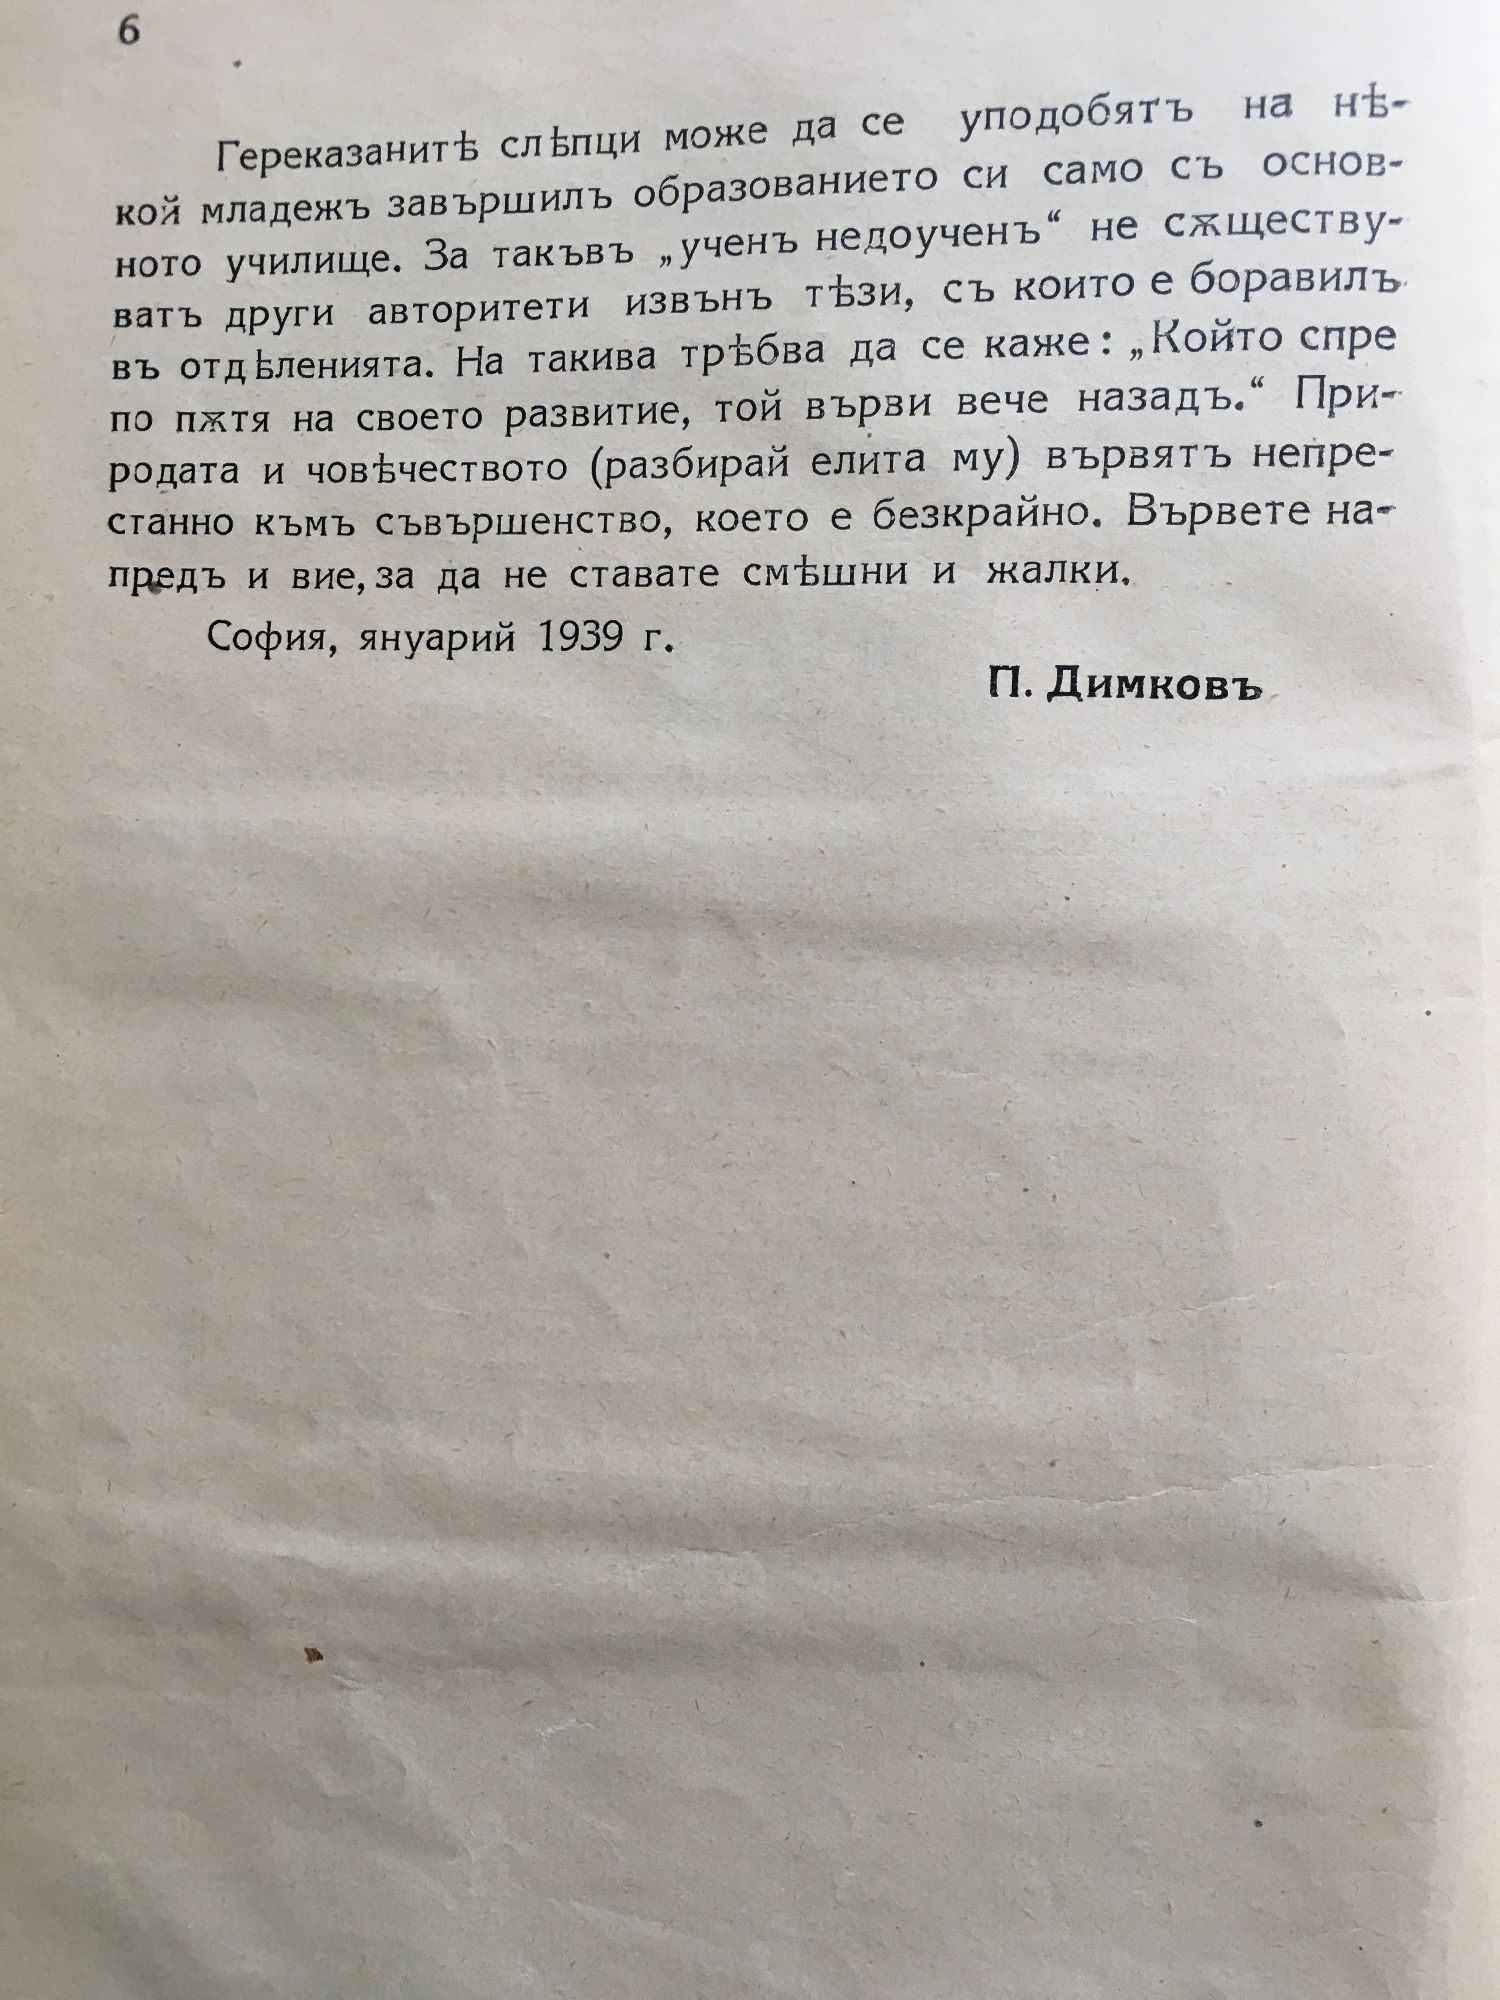 6
Гереказанитѣ слѣпци може да се уподобятъ на нѣ-
кой младежъ завършилъ образованието си само съ основ-
ното училище. За такъвъ „ученъ недоученъ“ не сѫществу-
ватъ други авторитети извънъ тѣзи, съ които е боравилъ
въ отдѣленията. На такива трѣбва да се каже: „Който спре
по пѫтя на своето развитие, той върви вече назадъ.“ При-
родата и човѣчеството (разбирай елита му) вървятъ непре-
станно къмъ съвършенство, което е безкрайно. Вървете на-
предъ и вие, за да не ставате смѣшни и жалки.
София, януарий 1939 г.
П. Димковъ